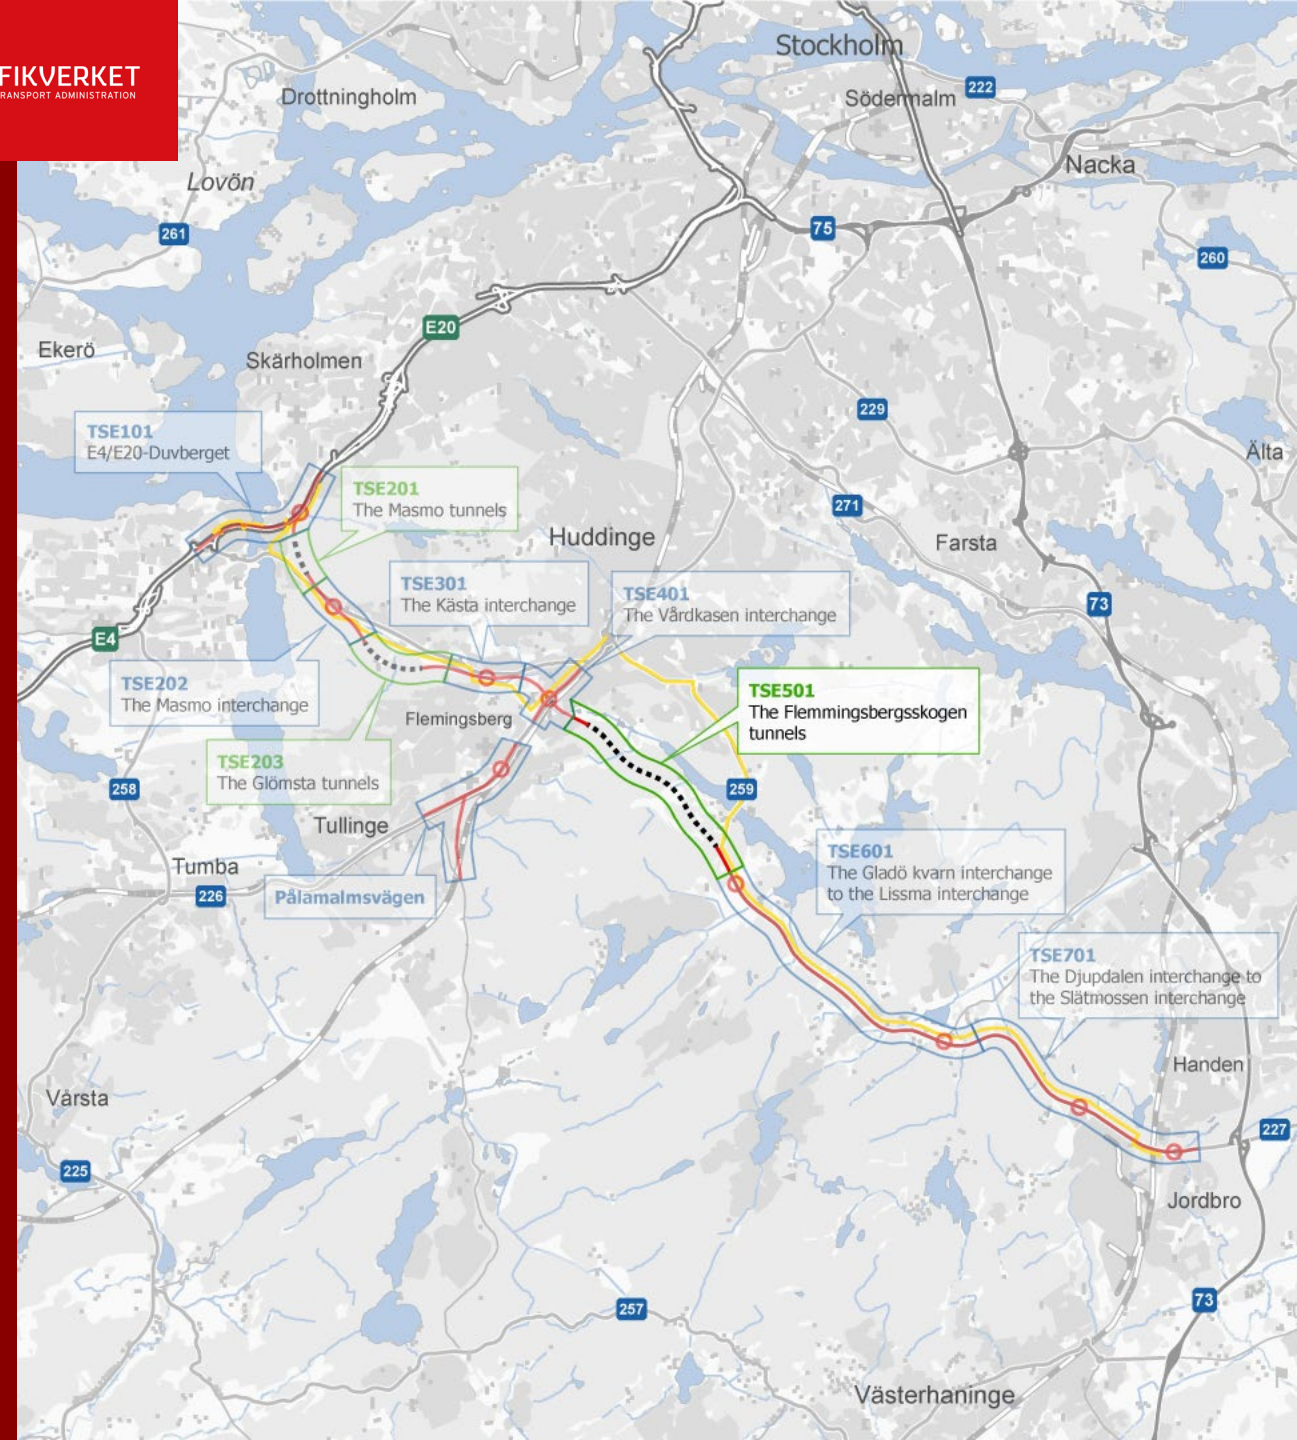 FIKVERKET
RANSPORT ADMINISTRATION
Stockholm
222
Drottningholm
Södermalm
Nacka
Lovön
261
75
260
E20
Ekerö
Skärholmen
229
TSE101
E4/E20-Duvberget
Älta
TSE201
The Masmo tunnels
271
Huddinge
Farsta
TSE301
The Kästa interchange
TSE401
The Vårdkasen interchange
73
E4
TSE202
The Masmo interchange
TSE501
The Flemmingsbergsskogen
tunnels
Flemingsberg
TSE203
The Glömsta tunnels
258
259
Tullinge
TSE601
The Gladö kvarn interchange
to the Lissma interchange
Tumba
226
Pålamalmsvägen
TSE701
The Djupdalen interchange to
the Slätmossen interchange
Handen
Vårsta
227
225
Jordbro
257
73
Västerhaninge